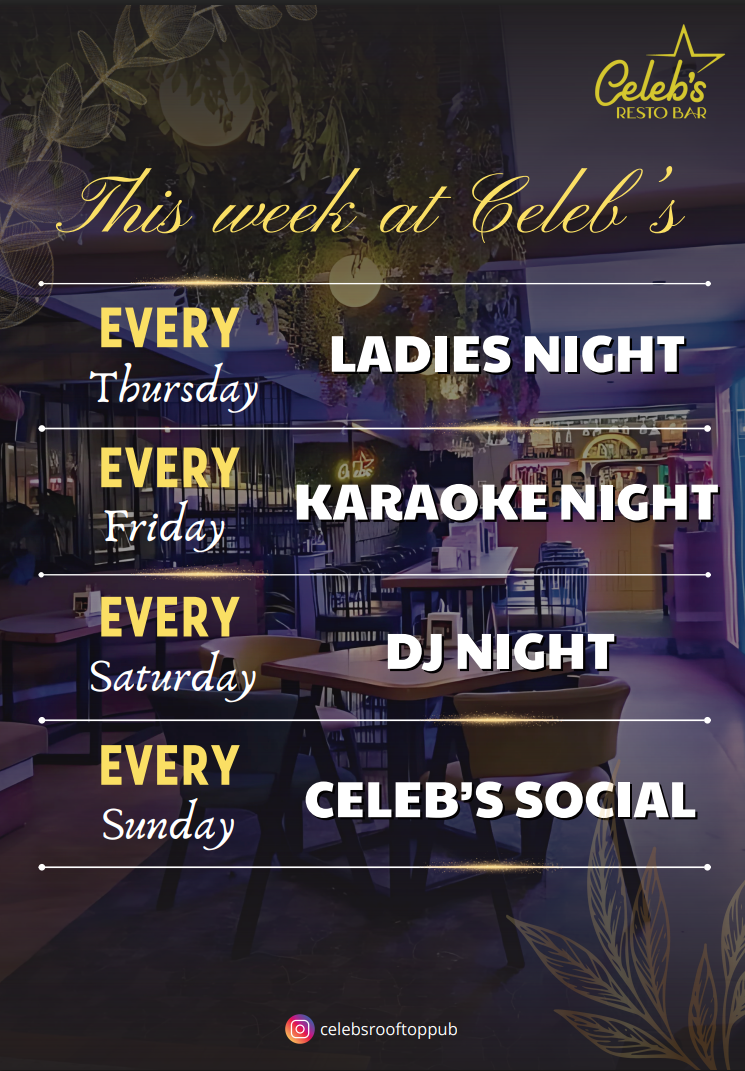 Celeb's
RESTO BAR
This week at Celeb's
EVERY
Thursday
LADIES NIGHT
EVERY
Friday
KARAOKE NIGHT
EVERY
Saturday
DJ NIGHT
EVERY
Sunday
CELEB'S SOCIAL
celebsrooftoppub